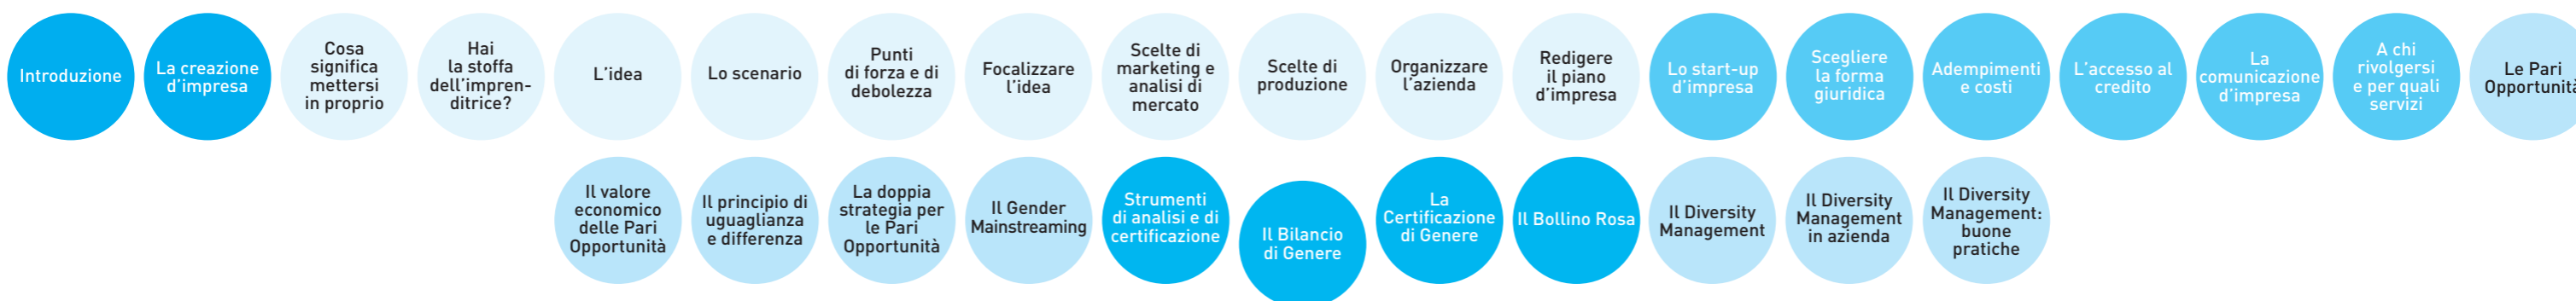 Introduzione
La creazione
d'impresa
Cosa
significa
mettersi
in proprio
Hai
la stoffa
dell'impren-
ditrice?
L'idea
Lo scenario
Punti
di forza e di
debolezza
Focalizzare
l'idea
Scelte di
marketing e
analisi di
mercato
Scelte di
produzione
Organizzare
l'azienda
Redigere
il piano
d'impresa
Lo start-up
d'impresa
Scegliere
la forma
giuridica
Adempimenti
e costi
L'accesso al
credito
La
comunicazione
d'impresa
A chi
rivolgersi
e per quali
servizi
Le Pari
Opportunità
Il valore
economico
delle Pari
Opportunità
Il principio di
uguaglianza
e differenza
La doppia
strategia per
le Pari
Opportunità
Il Gender
Mainstreaming
Strumenti
di analisi e di
certificazione
Il Bilancio
di Genere
La
Certificazione
di Genere
Il Bollino Rosa
Il Diversity
Management
Il Diversity
Management
in azienda
Il Diversity
Management:
buone
pratiche